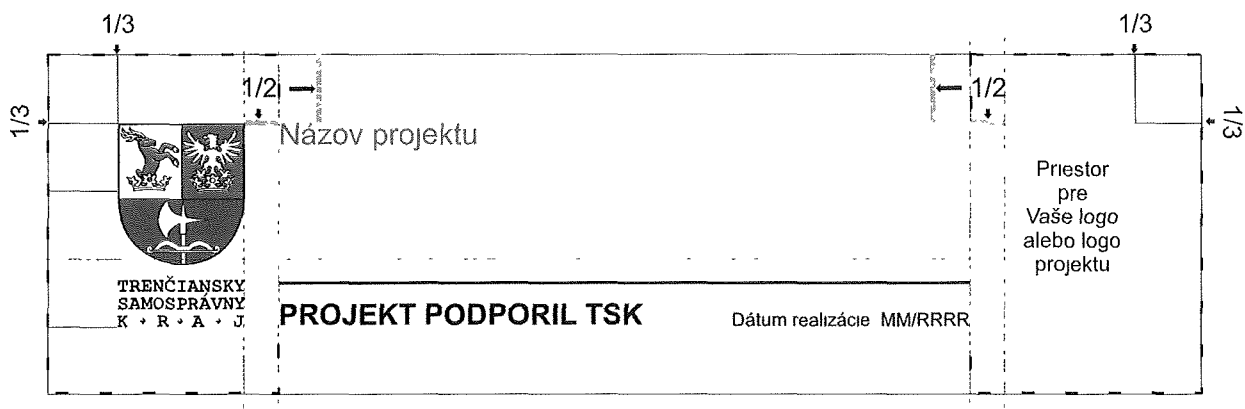 1/3
1/3
1/2
1/2
1/3
1/3
Názov projektu
Priestor
pre
Vaše logo
alebo logo
projektu
TRENČIANSKY
SAMOSPRÁVNY
K • R • A • J
PROJEKT PODPORIL TSK
Dátum realizácie MM/RRRR